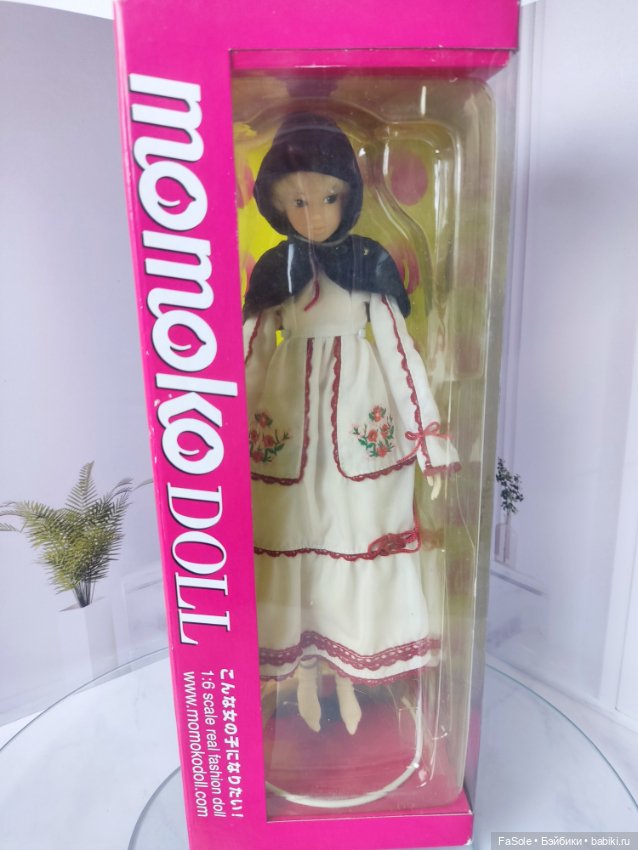 momoko DOLL
こんな女の子になりたい!
1:6 scale real fashion doll
www.momokodoll.com
FaSole • Бэйбики • babiki.ru